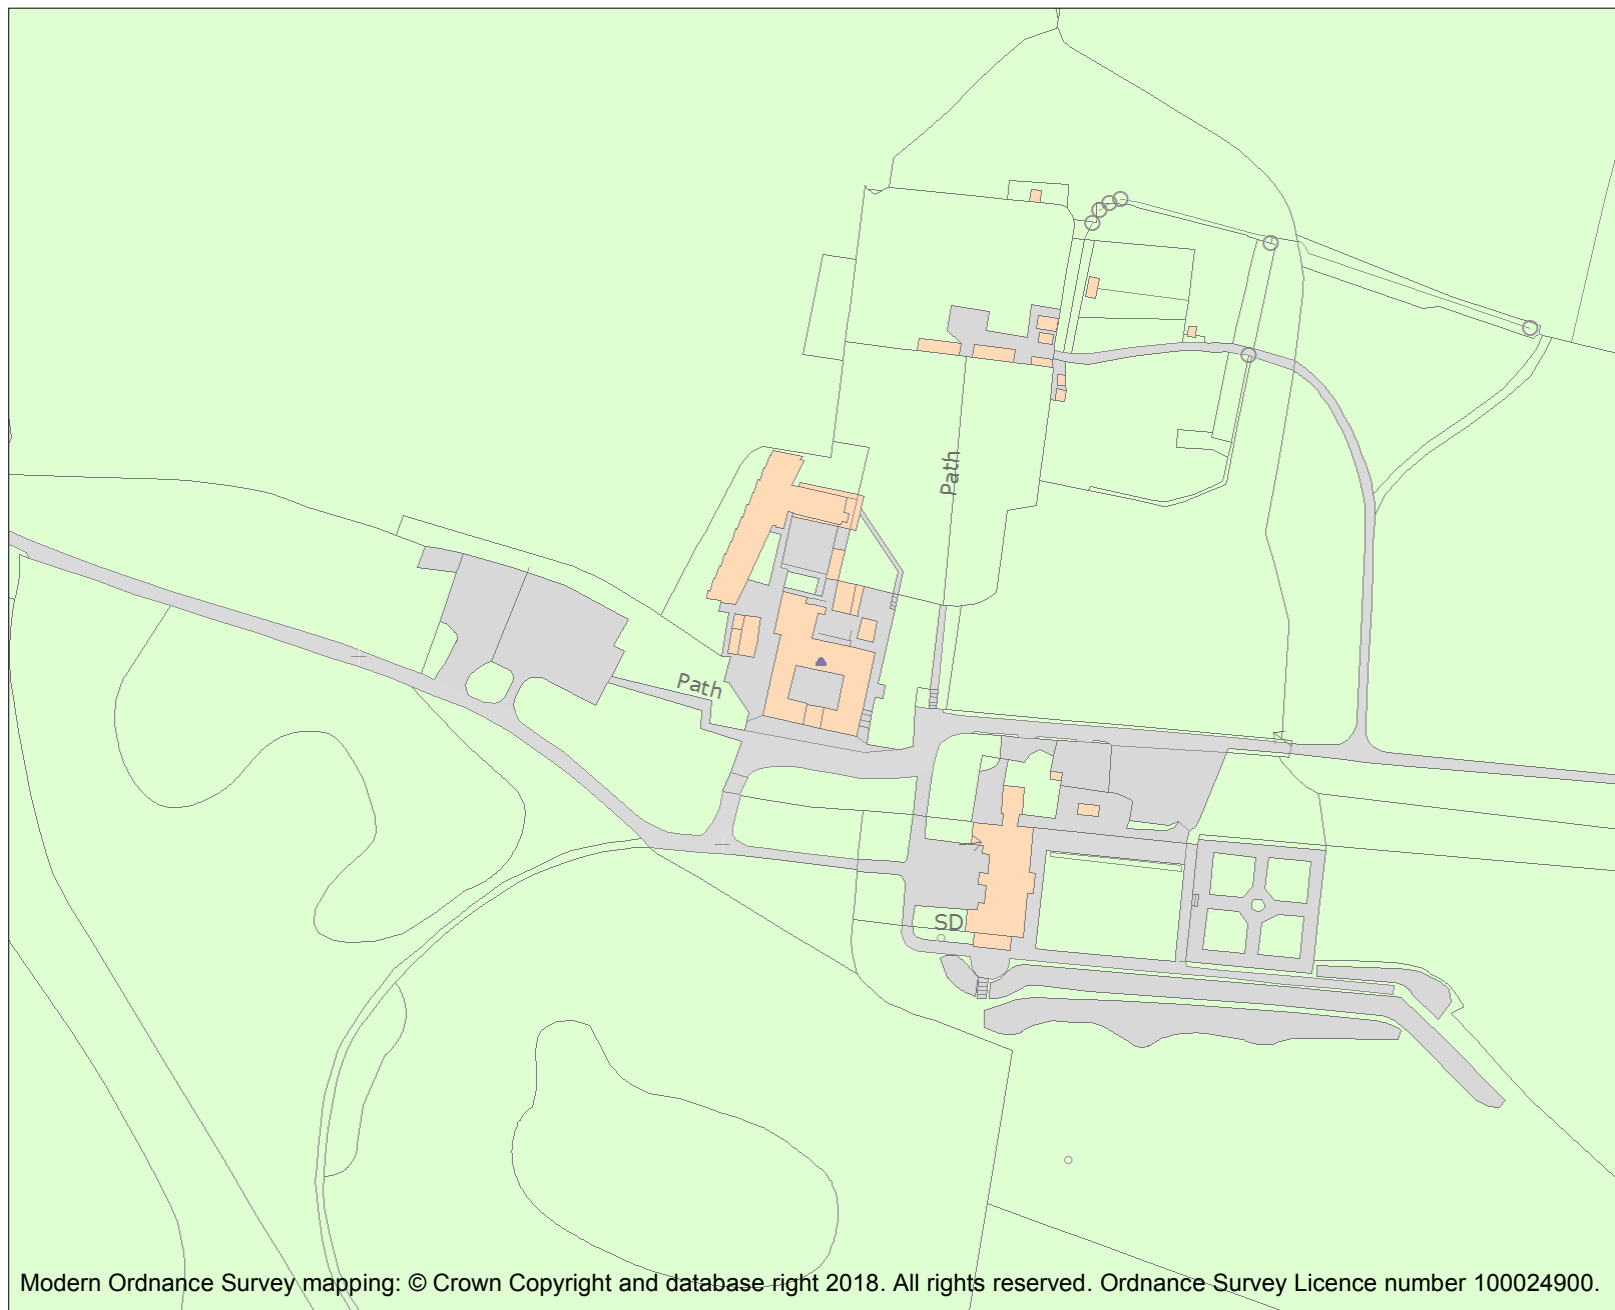 Path
Path
SD
Modern Ordnance Survey mapping: © Crown Copyright and database right 2018. All rights reserved. Ordnance Survey Licence number 100024900.